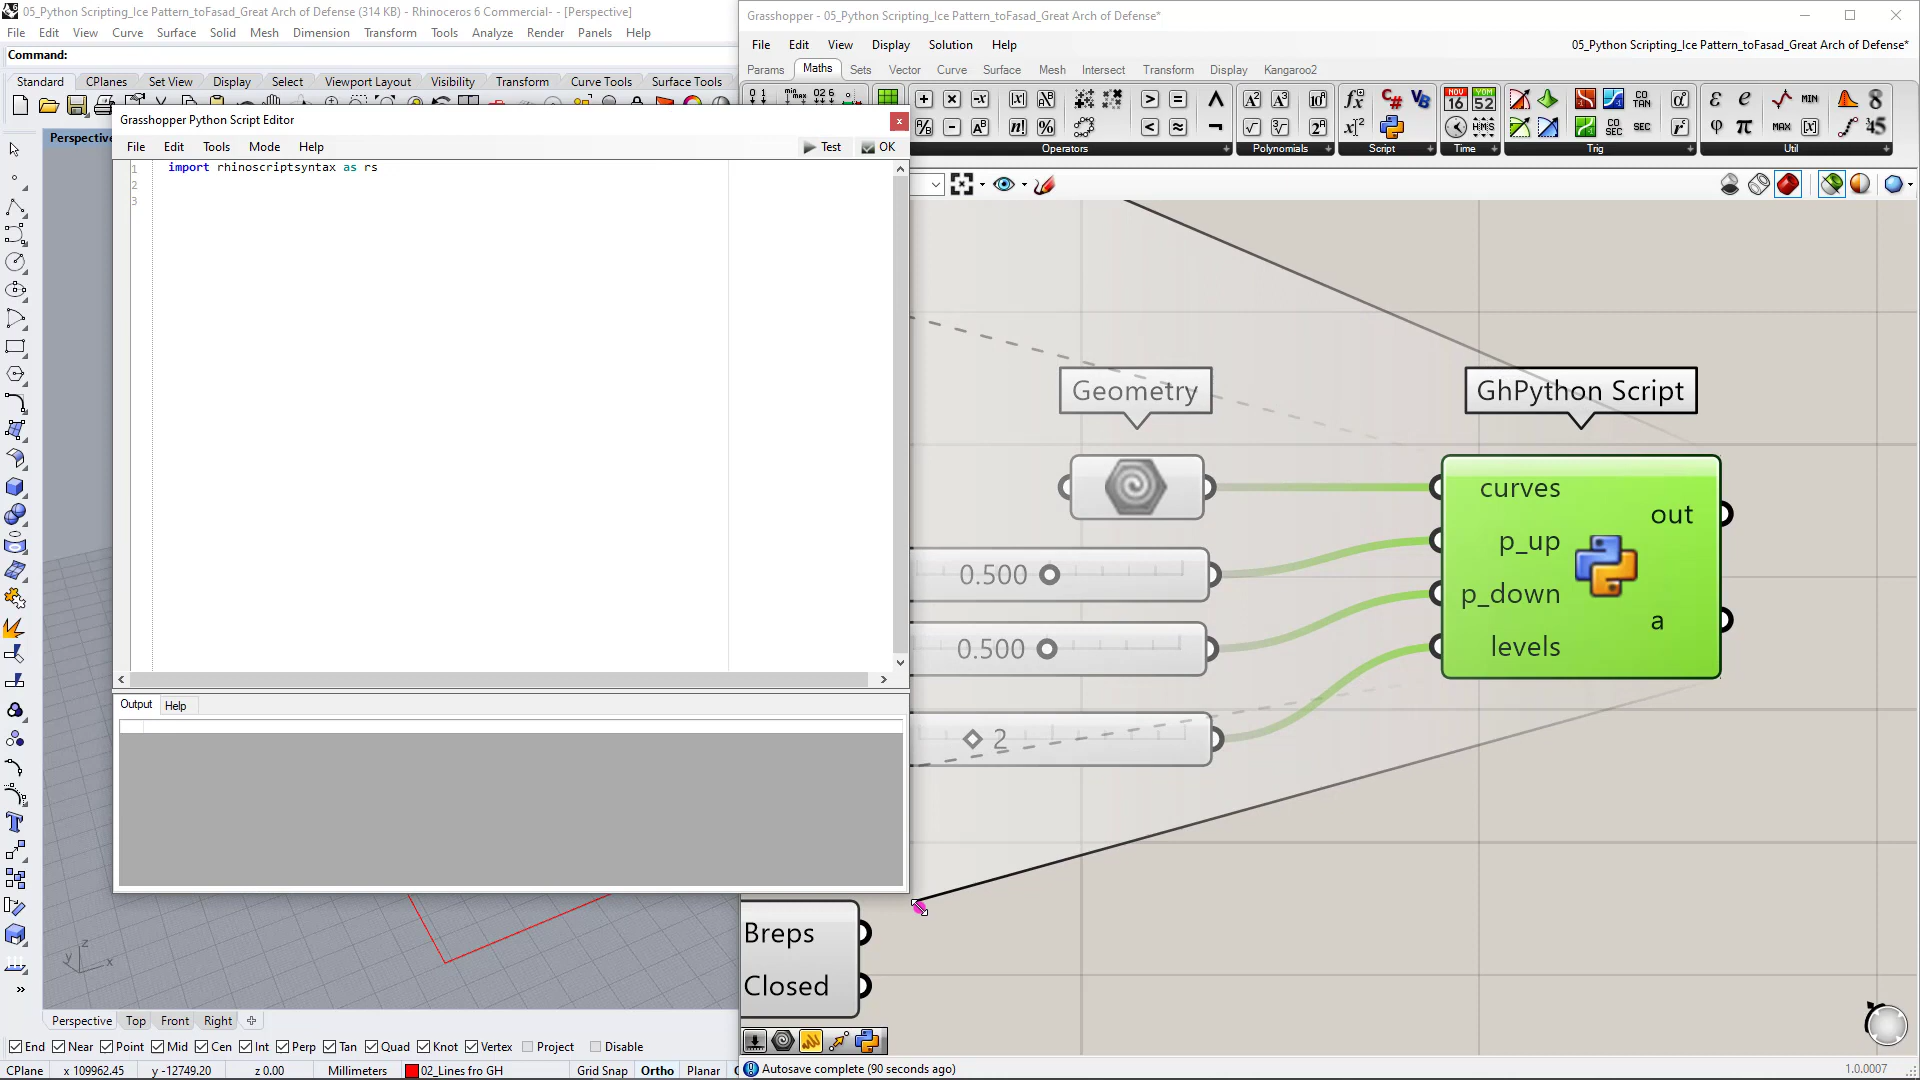 05_Python Scripting_Ice Pattern_toFasad_Great Arch of Defense (314 KB) - Rhinoceros 6 Commercial- - [Perspective]
File Edit View Curve Surface Solid Mesh Dimension Transform Tools Analyze Render Panels Help
Command:
Standard CPlanes Set View Display Select Viewport Layout Visibility Transform Curve Tools Surface Tools
Perspective
Grasshopper Python Script Editor
File Edit Tools Mode Help Test OK
1 import rhinoscriptsyntax as rs
2
3
Output Help
Grasshopper - 05_Python Scripting_Ice Pattern_toFasad_Great Arch of Defense*
File Edit View Display Solution Help 05_Python Scripting_Ice Pattern_toFasad_Great Arch of Defense*
Params Maths Sets Vector Curve Surface Mesh Intersect Transform Display Kangaroo2
Operators Polynomials Script Time Trig Util
Geometry
GhPython Script
curves
p_up
p_down
levels
out
a
0.500
0.500
2
Breps
Closed
Perspective Top Front Right
End Near Point Mid Cen Int Perp Tan Quad Knot Vertex Project Disable
CPlane x 109962.45 y -12749.20 z 0.00 Millimeters 02_Lines fro GH Grid Snap Ortho Planar
Autosave complete (90 seconds ago)
1.0.0007